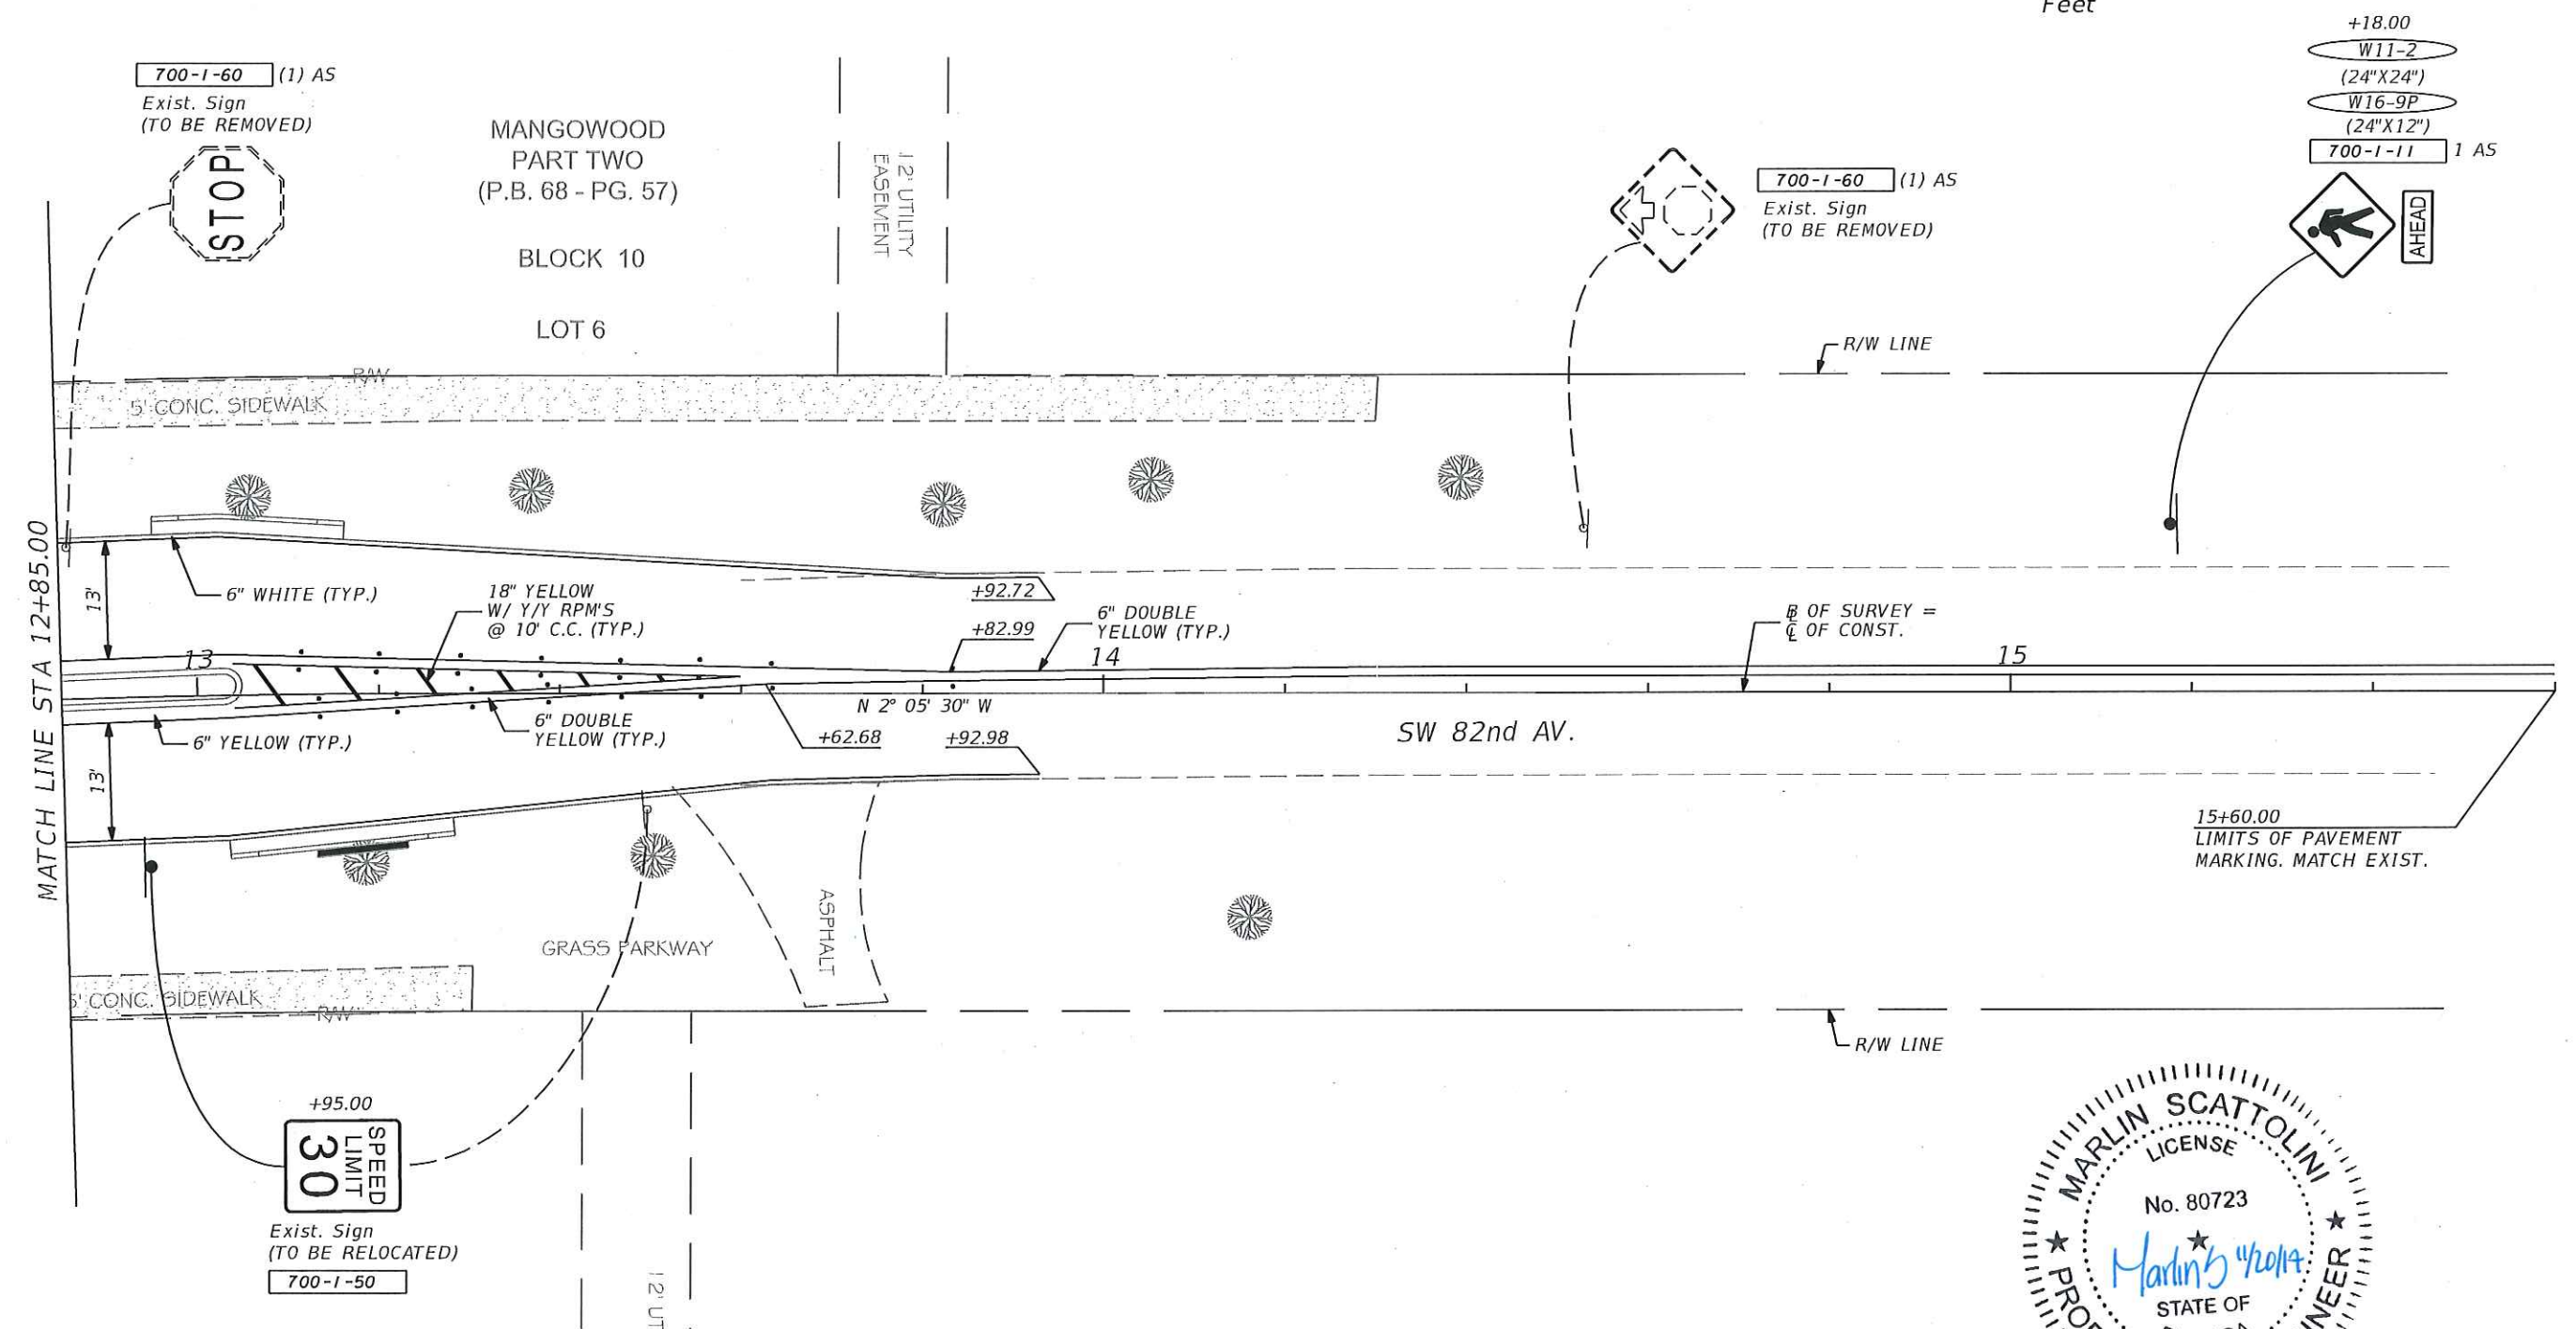 Feet
+18.00
W11-2
(24"X24")
W16-9P
(24"X12")
700-1-11 1 AS
AHEAD
700-1-60 (1) AS
Exist. Sign
(TO BE REMOVED)
STOP
MANGOWOOD
PART TWO
(P.B. 68 - PG. 57)
BLOCK 10
LOT 6
12' UTILITY
EASEMENT
700-1-60 (1) AS
Exist. Sign
(TO BE REMOVED)
R/W LINE
R/W
5' CONC. SIDEWALK
MATCH LINE STA 12+85.00
13'
6" WHITE (TYP.)
18" YELLOW
W/ Y/Y RPM'S
@ 10' C.C. (TYP.)
+92.72
+82.99
6" DOUBLE
YELLOW (TYP.)
B OF SURVEY =
C OF CONST.
13
14
15
N 2° 05' 30" W
6" YELLOW (TYP.)
6" DOUBLE
YELLOW (TYP.)
+62.68
+92.98
SW 82nd AV.
13'
15+60.00
LIMITS OF PAVEMENT
MARKING. MATCH EXIST.
ASPHALT
GRASS PARKWAY
5' CONC. SIDEWALK
R/W
R/W LINE
+95.00
SPEED
LIMIT
30
Exist. Sign
(TO BE RELOCATED)
700-1-50
12' UT
MARLIN SCATTOLINI
LICENSE
No. 80723
Marlin S 11/20/14
STATE OF